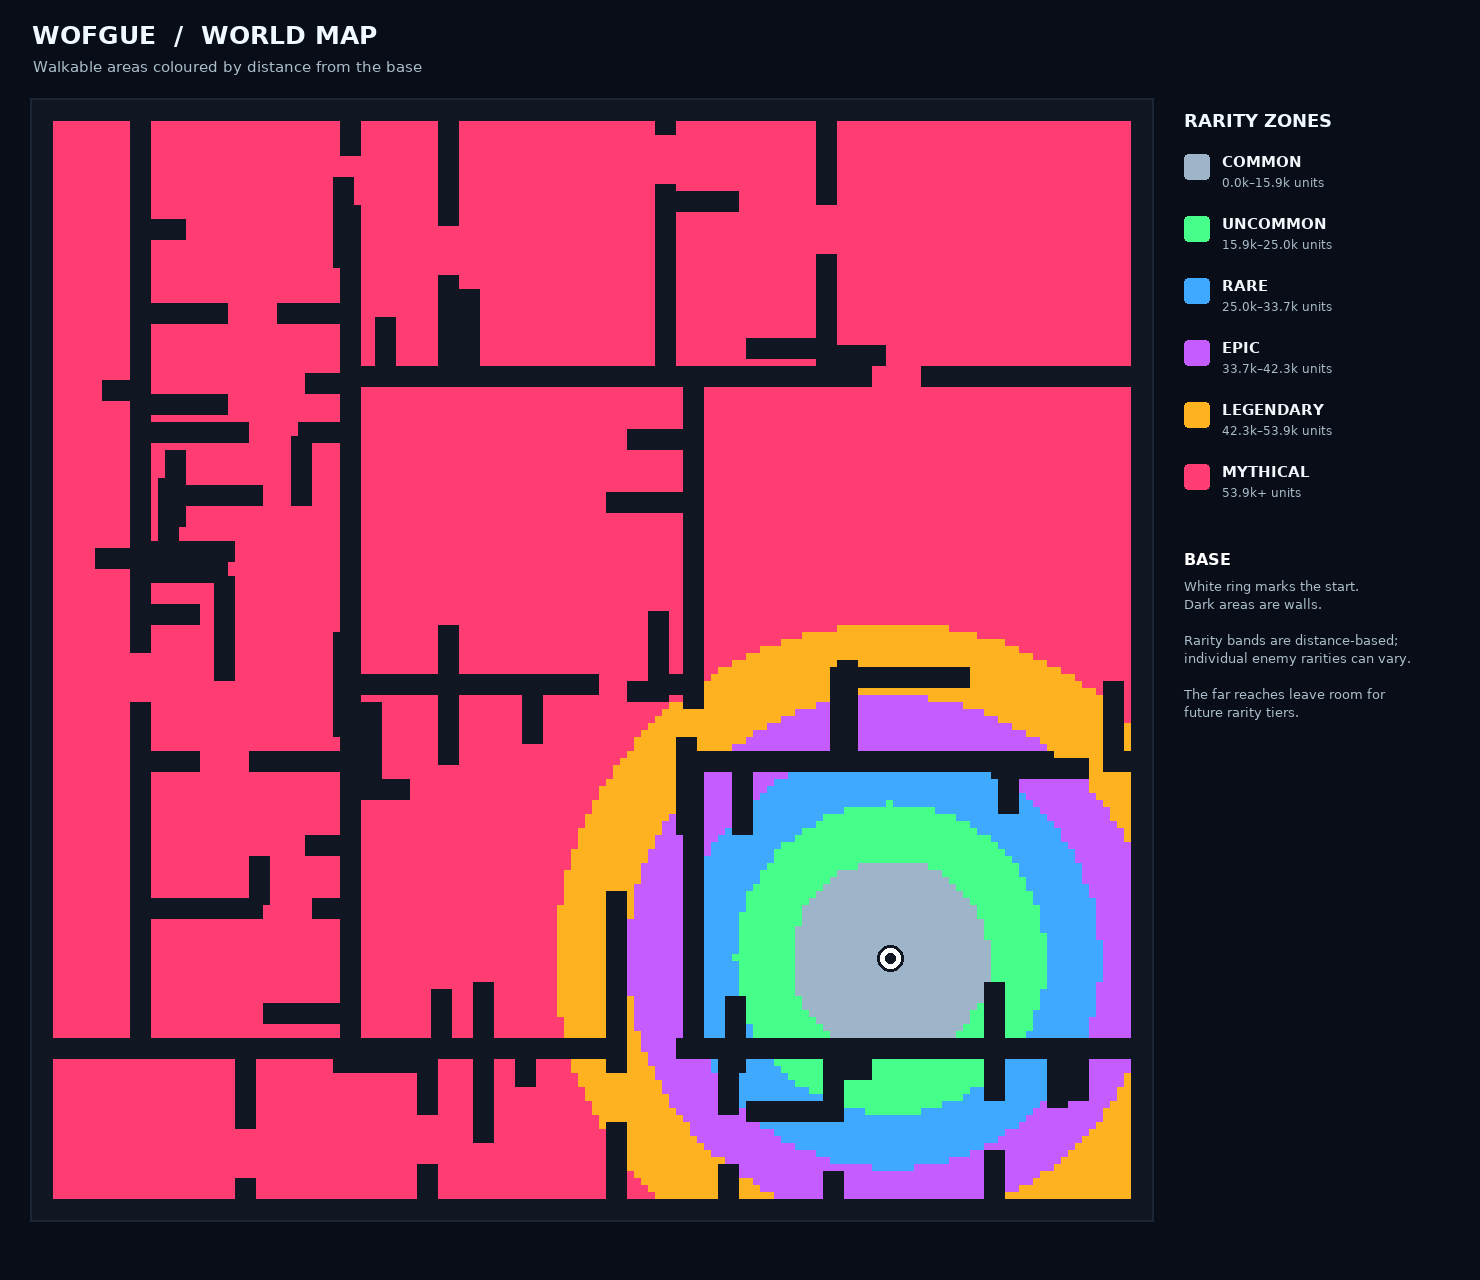 WOFGUE / WORLD MAP
Walkable areas coloured by distance from the base
RARITY ZONES
COMMON
0.0k–15.9k units
UNCOMMON
15.9k–25.0k units
RARE
25.0k–33.7k units
EPIC
33.7k–42.3k units
LEGENDARY
42.3k–53.9k units
MYTHICAL
53.9k+ units
BASE
White ring marks the start.
Dark areas are walls.
Rarity bands are distance-based;
individual enemy rarities can vary.
The far reaches leave room for
future rarity tiers.